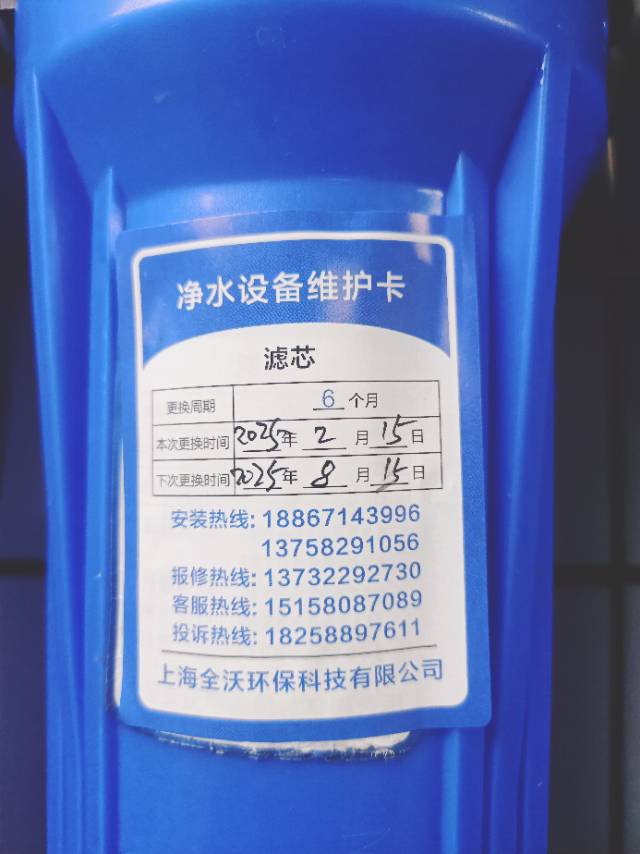 净水设备维护卡
滤芯
更换周期 6 个月
本次更换时间 2025年 2 月 15 日
下次更换时间 2025年 8 月 15 日
安装热线: 18867143996
13758291056
报修热线: 13732292730
客服热线: 15158087089
投诉热线: 18258897611
上海全沃环保科技有限公司